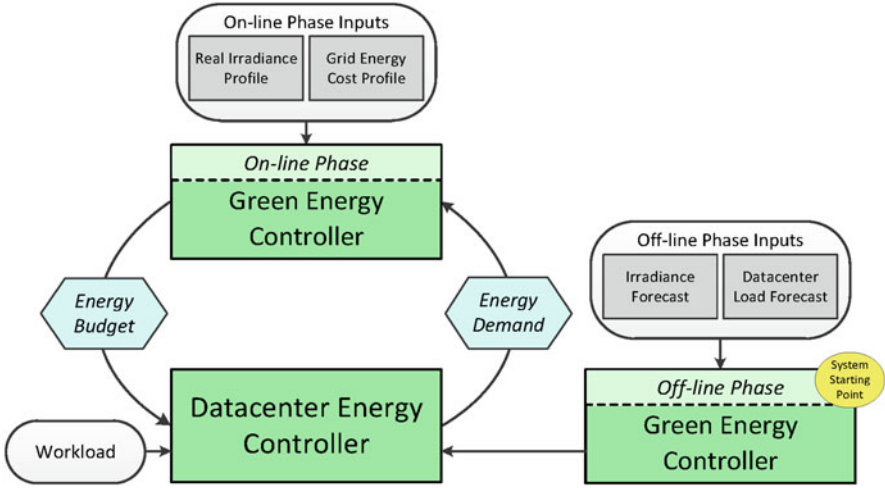 On-line Phase Inputs
Real Irradiance
Profile
Grid Energy
Cost Profile
On-line Phase
Green Energy
Controller
Energy
Budget
Energy
Demand
Off-line Phase Inputs
Irradiance
Forecast
Datacenter
Load Forecast
System
Starting
Point
Off-line Phase
Green Energy
Controller
Datacenter Energy
Controller
Workload